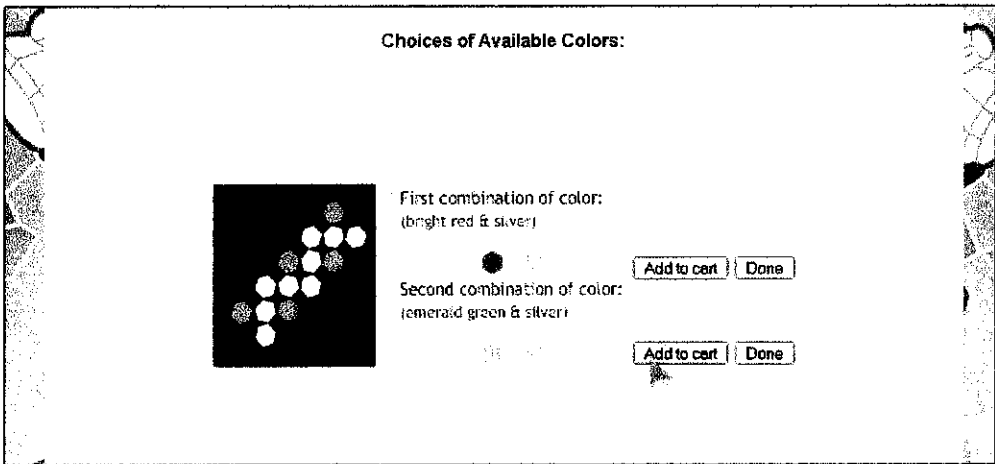 Choices of Available Colors:
First combination of color:
(bright red & silver)
Add to cart Done
Second combination of color:
(emerald green & silver)
Add to cart Done